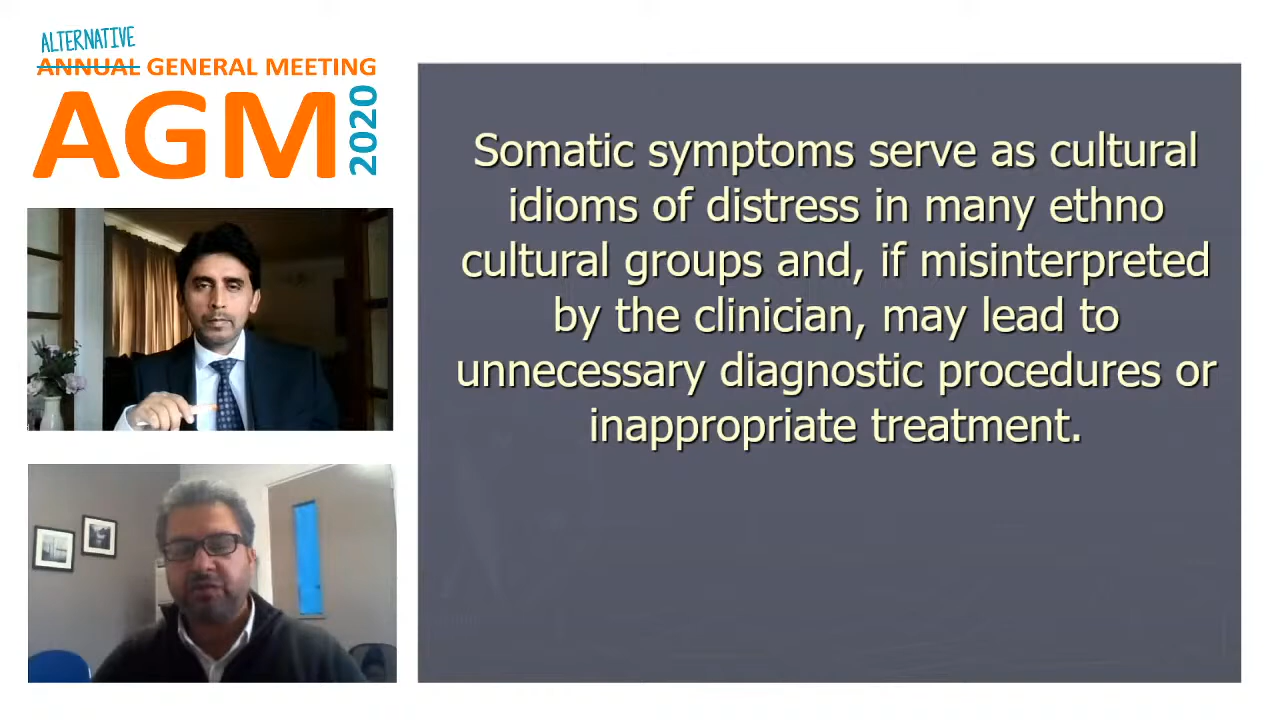 ALTERNATIVE
ANNUAL GENERAL MEETING
AGM 2020
Somatic symptoms serve as cultural
idioms of distress in many ethno
cultural groups and, if misinterpreted
by the clinician, may lead to
unnecessary diagnostic procedures or
inappropriate treatment.